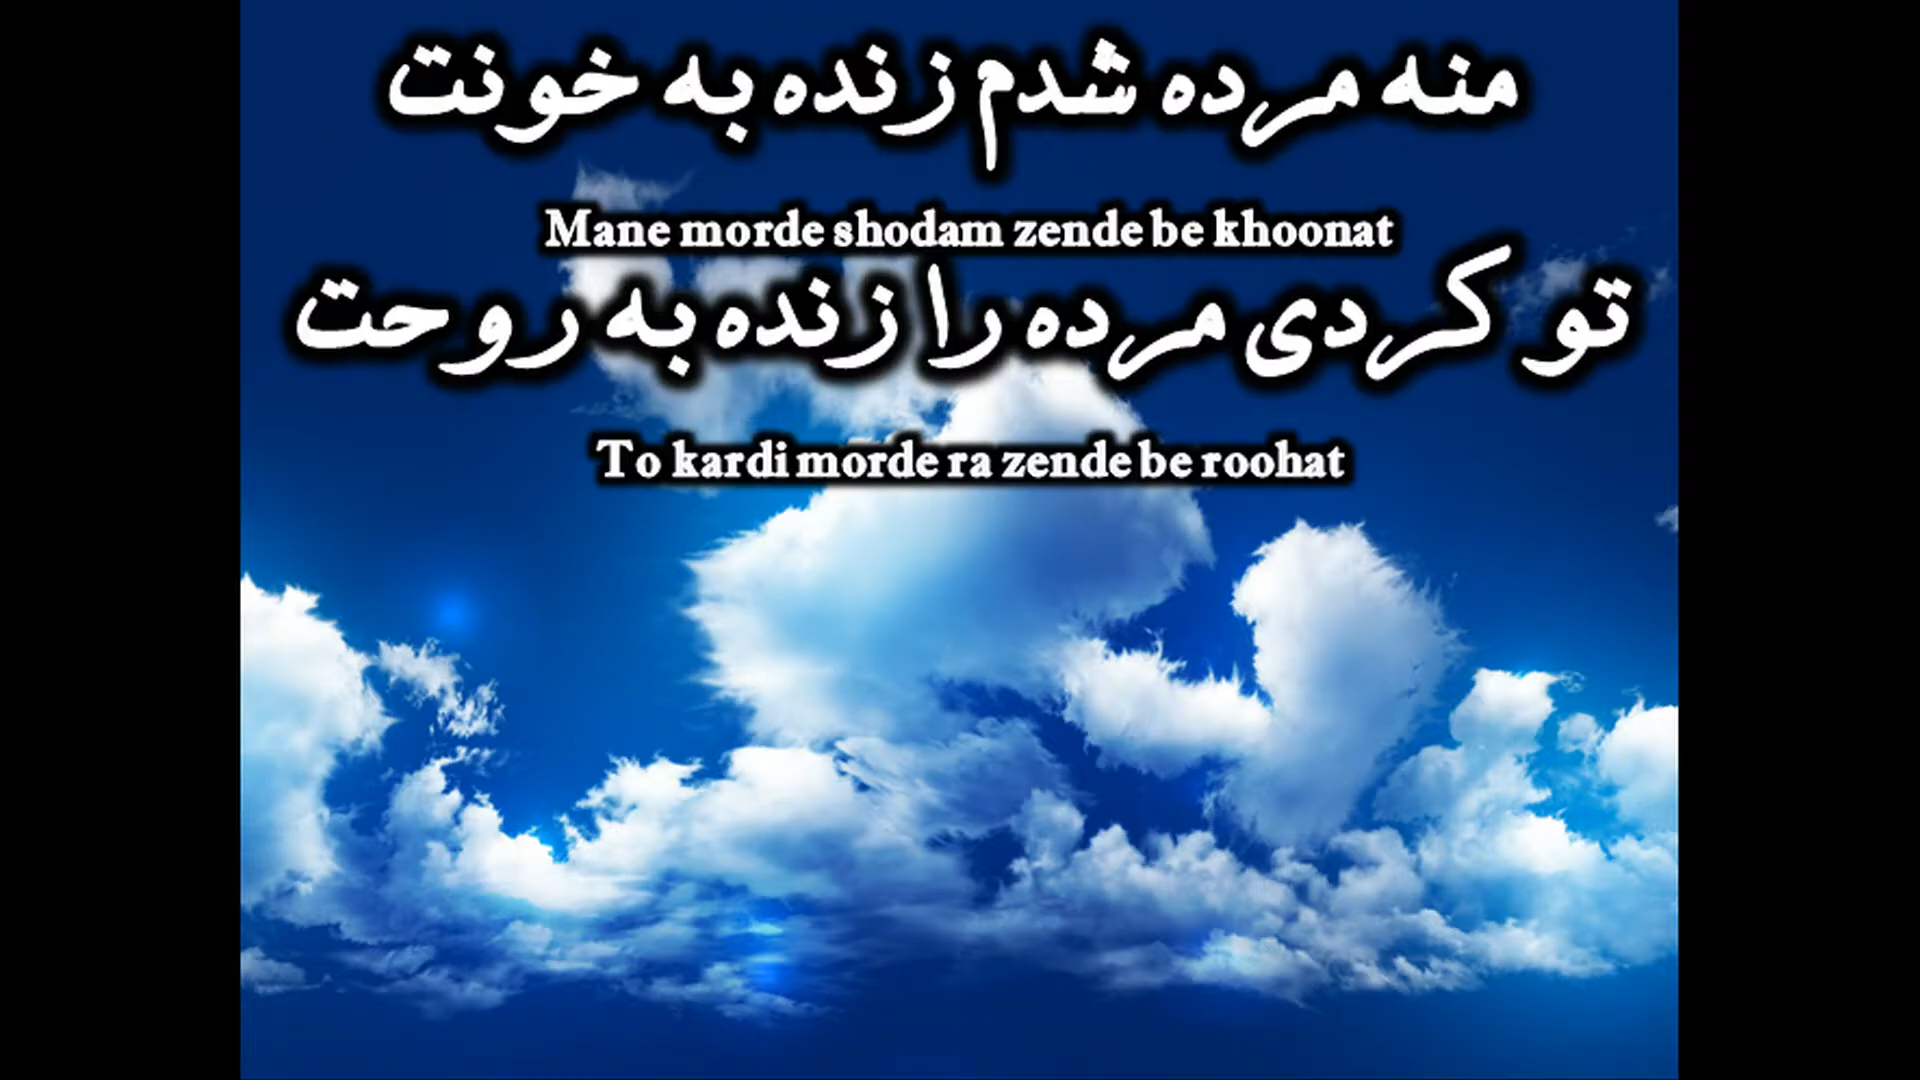 منه مرده شدم زنده به خونت
Mane morde shodam zende be khoonat
تو کردی مرده را زنده به روحت
To kardi morde ra zende be roohat